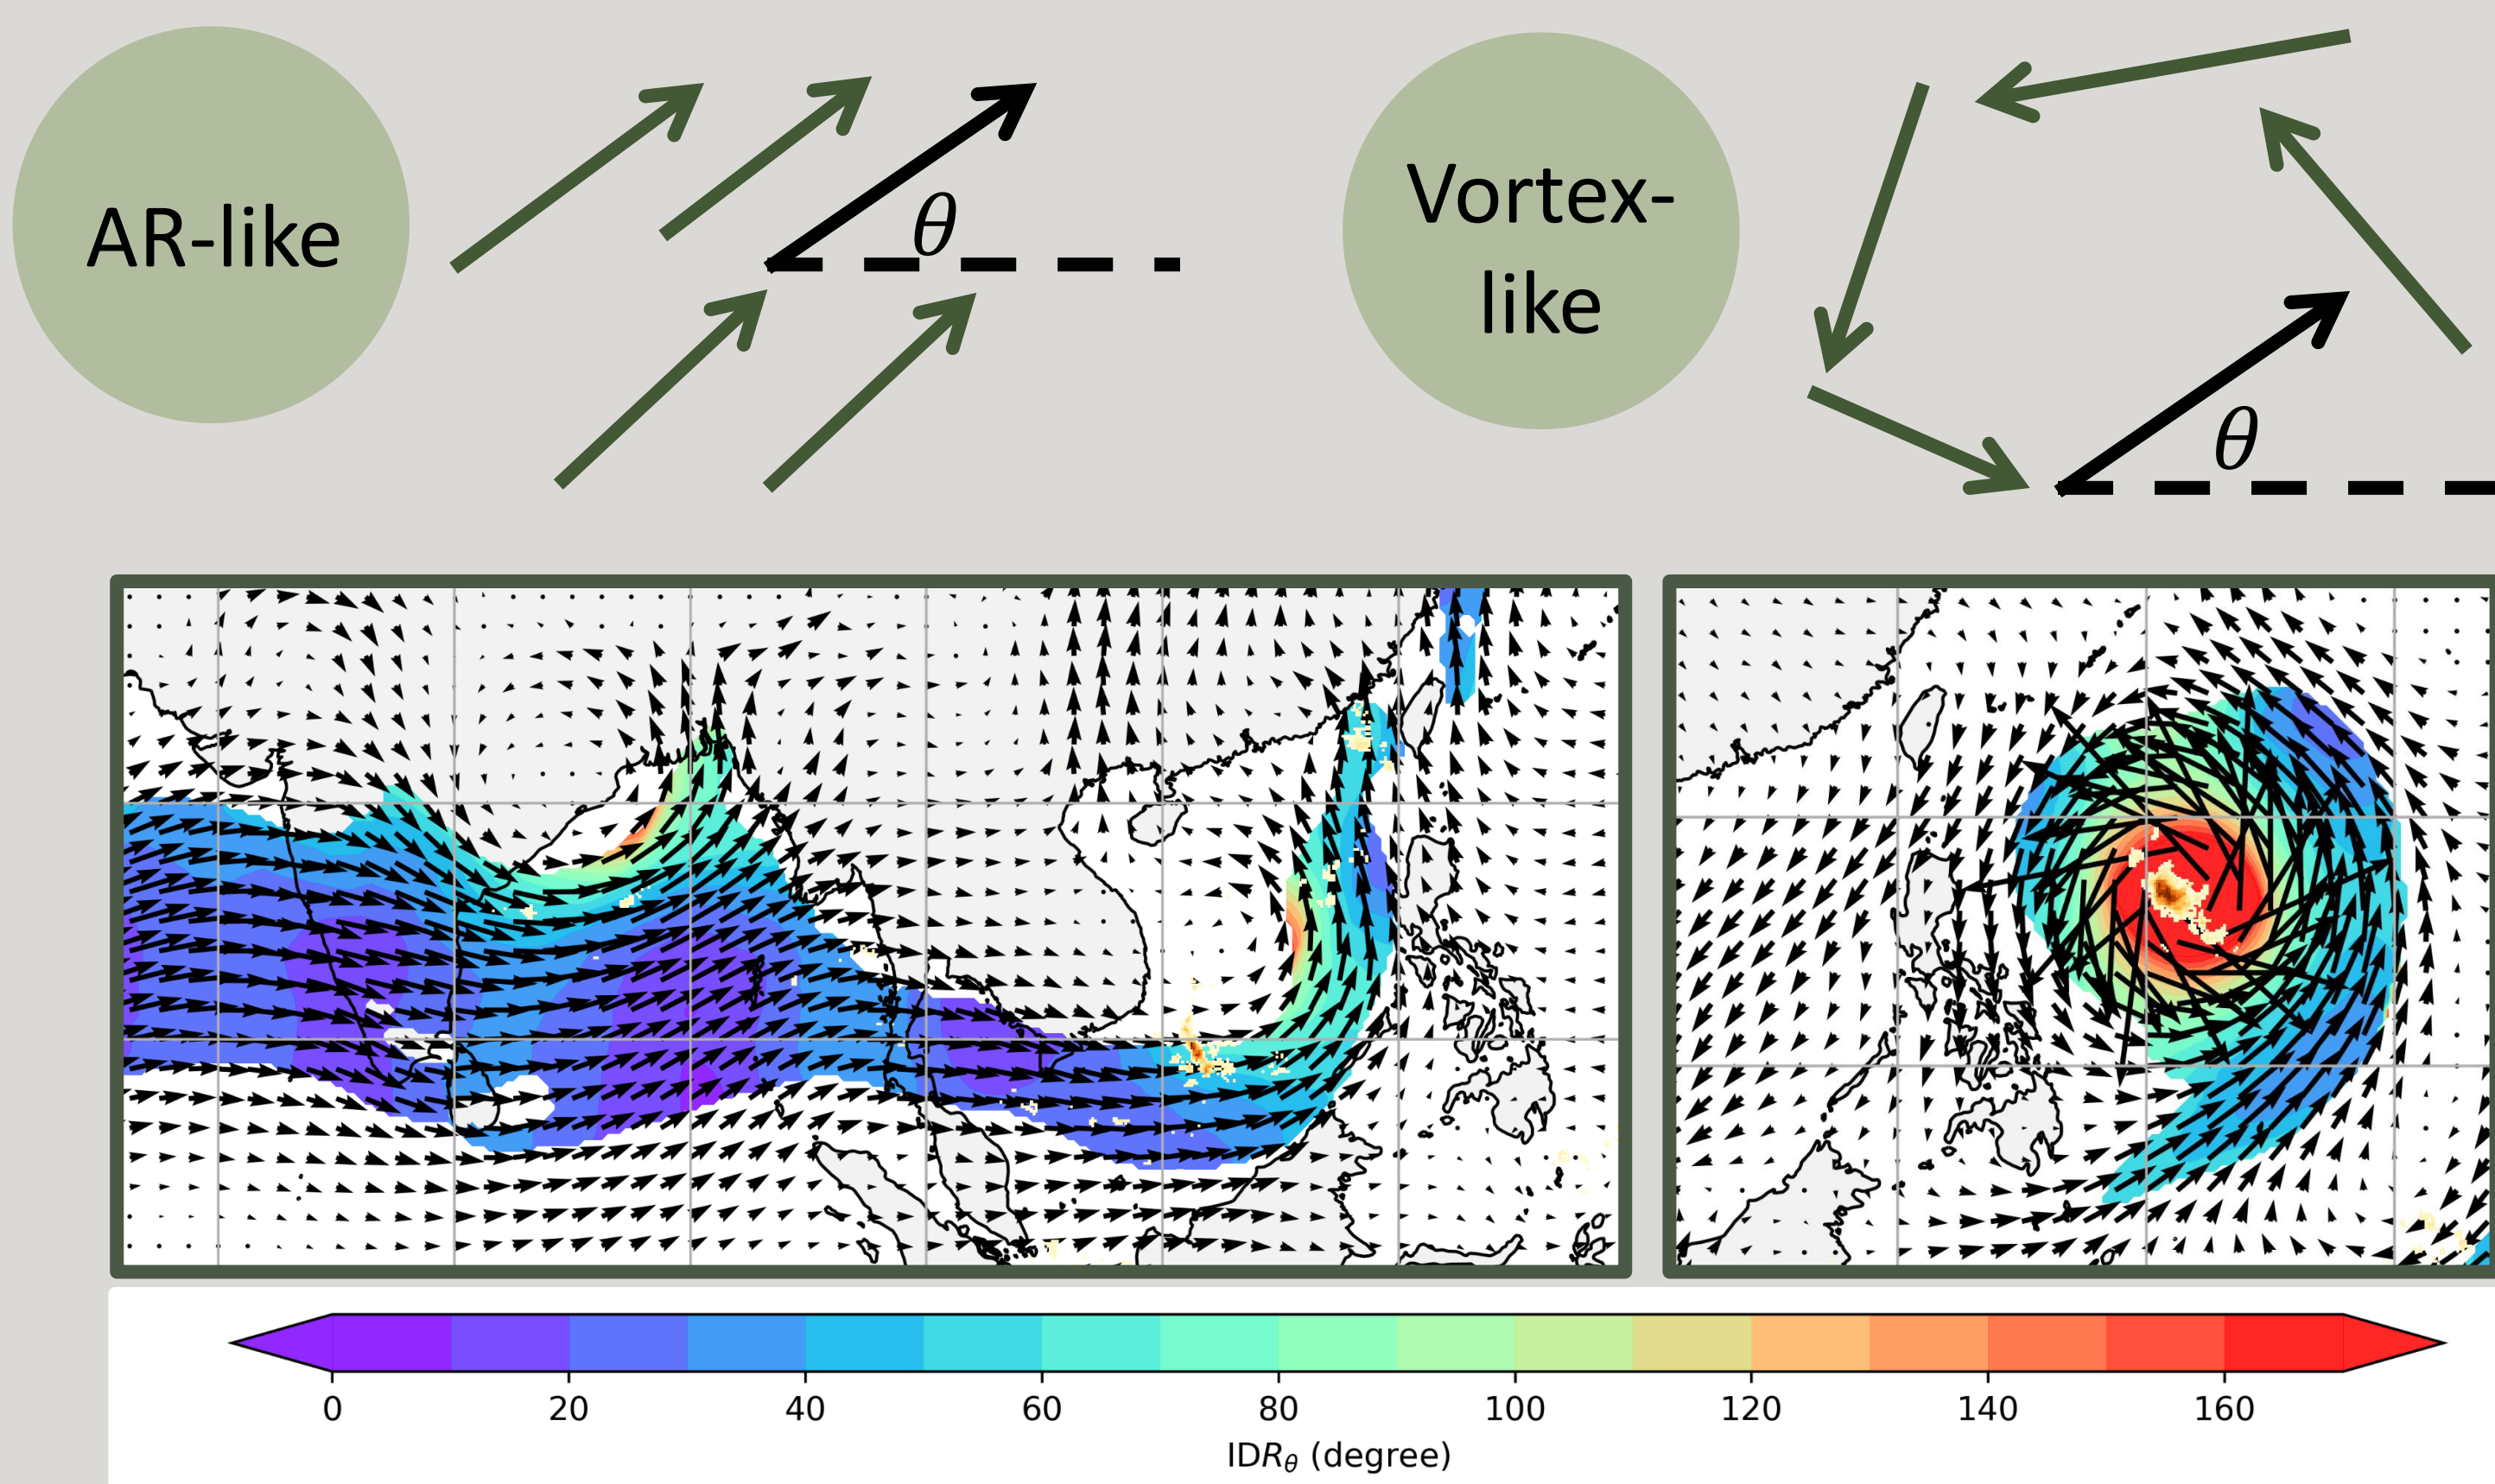 AR-like
θ
Vortex-
like
θ
0 20 40 60 80 100 120 140 160
IDR_θ (degree)